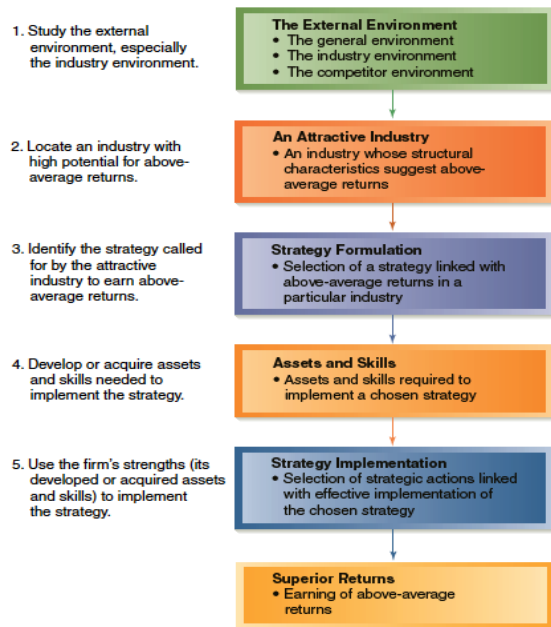 1. Study the external
environment, especially
the industry environment.
The External Environment
• The general environment
• The industry environment
• The competitor environment
2. Locate an industry with
high potential for above-
average returns.
An Attractive Industry
• An industry whose structural
characteristics suggest above-
average returns
3. Identify the strategy called
for by the attractive
industry to earn above-
average returns.
Strategy Formulation
• Selection of a strategy linked with
above-average returns in a
particular industry
4. Develop or acquire assets
and skills needed to
implement the strategy.
Assets and Skills
• Assets and skills required to
implement a chosen strategy
5. Use the firm's strengths (its
developed or acquired assets
and skills) to implement
the strategy.
Strategy Implementation
• Selection of strategic actions linked
with effective implementation of
the chosen strategy
Superior Returns
• Earning of above-average
returns